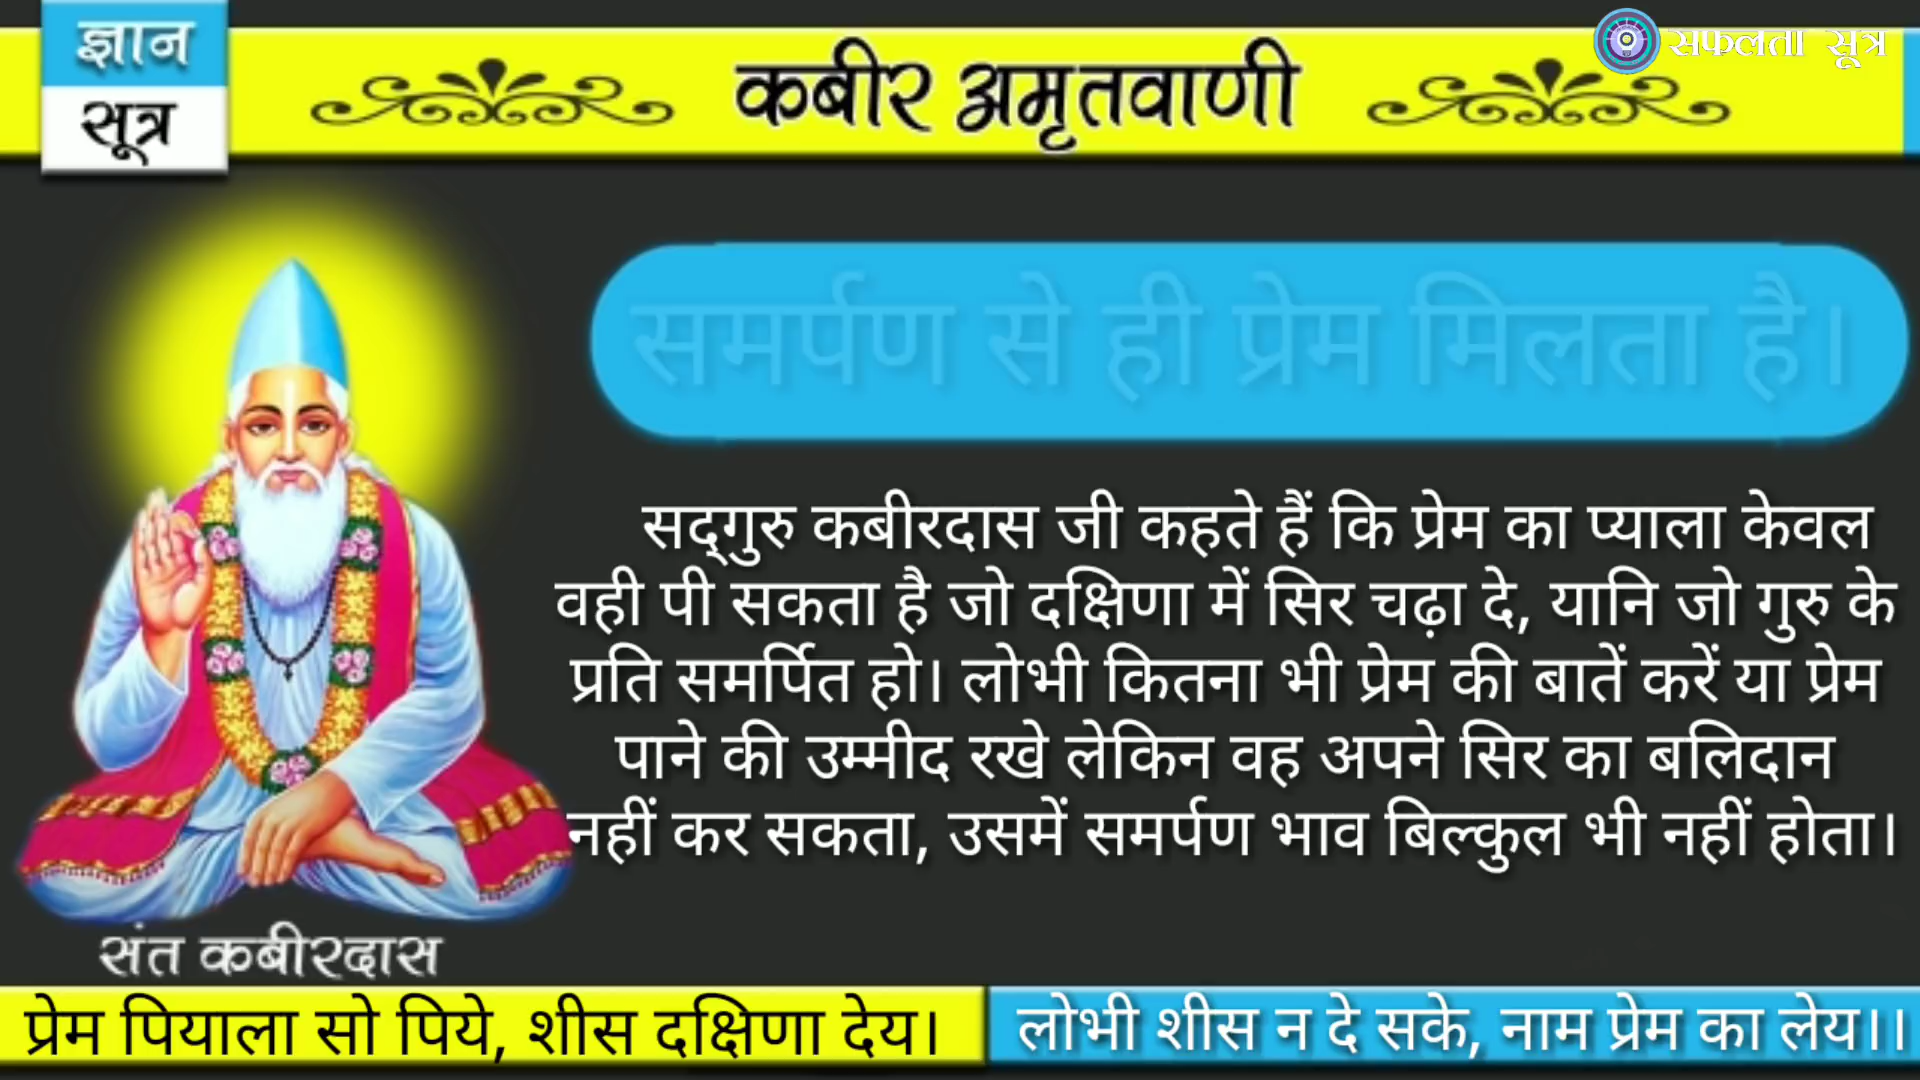 ज्ञान
सूत्र
कबीर अमृतवाणी
सफलता सूत्र
समर्पण से ही प्रेम मिलता है।
सद्‌गुरु कबीरदास जी कहते हैं कि प्रेम का प्याला केवल
वही पी सकता है जो दक्षिणा में सिर चढ़ा दे, यानि जो गुरु के
प्रति समर्पित हो। लोभी कितना भी प्रेम की बातें करें या प्रेम
पाने की उम्मीद रखे लेकिन वह अपने सिर का बलिदान
नहीं कर सकता, उसमें समर्पण भाव बिल्कुल भी नहीं होता।
संत कबीरदास
प्रेम पियाला सो पिये, शीस दक्षिणा देय।
लोभी शीस न दे सके, नाम प्रेम का लेय।।